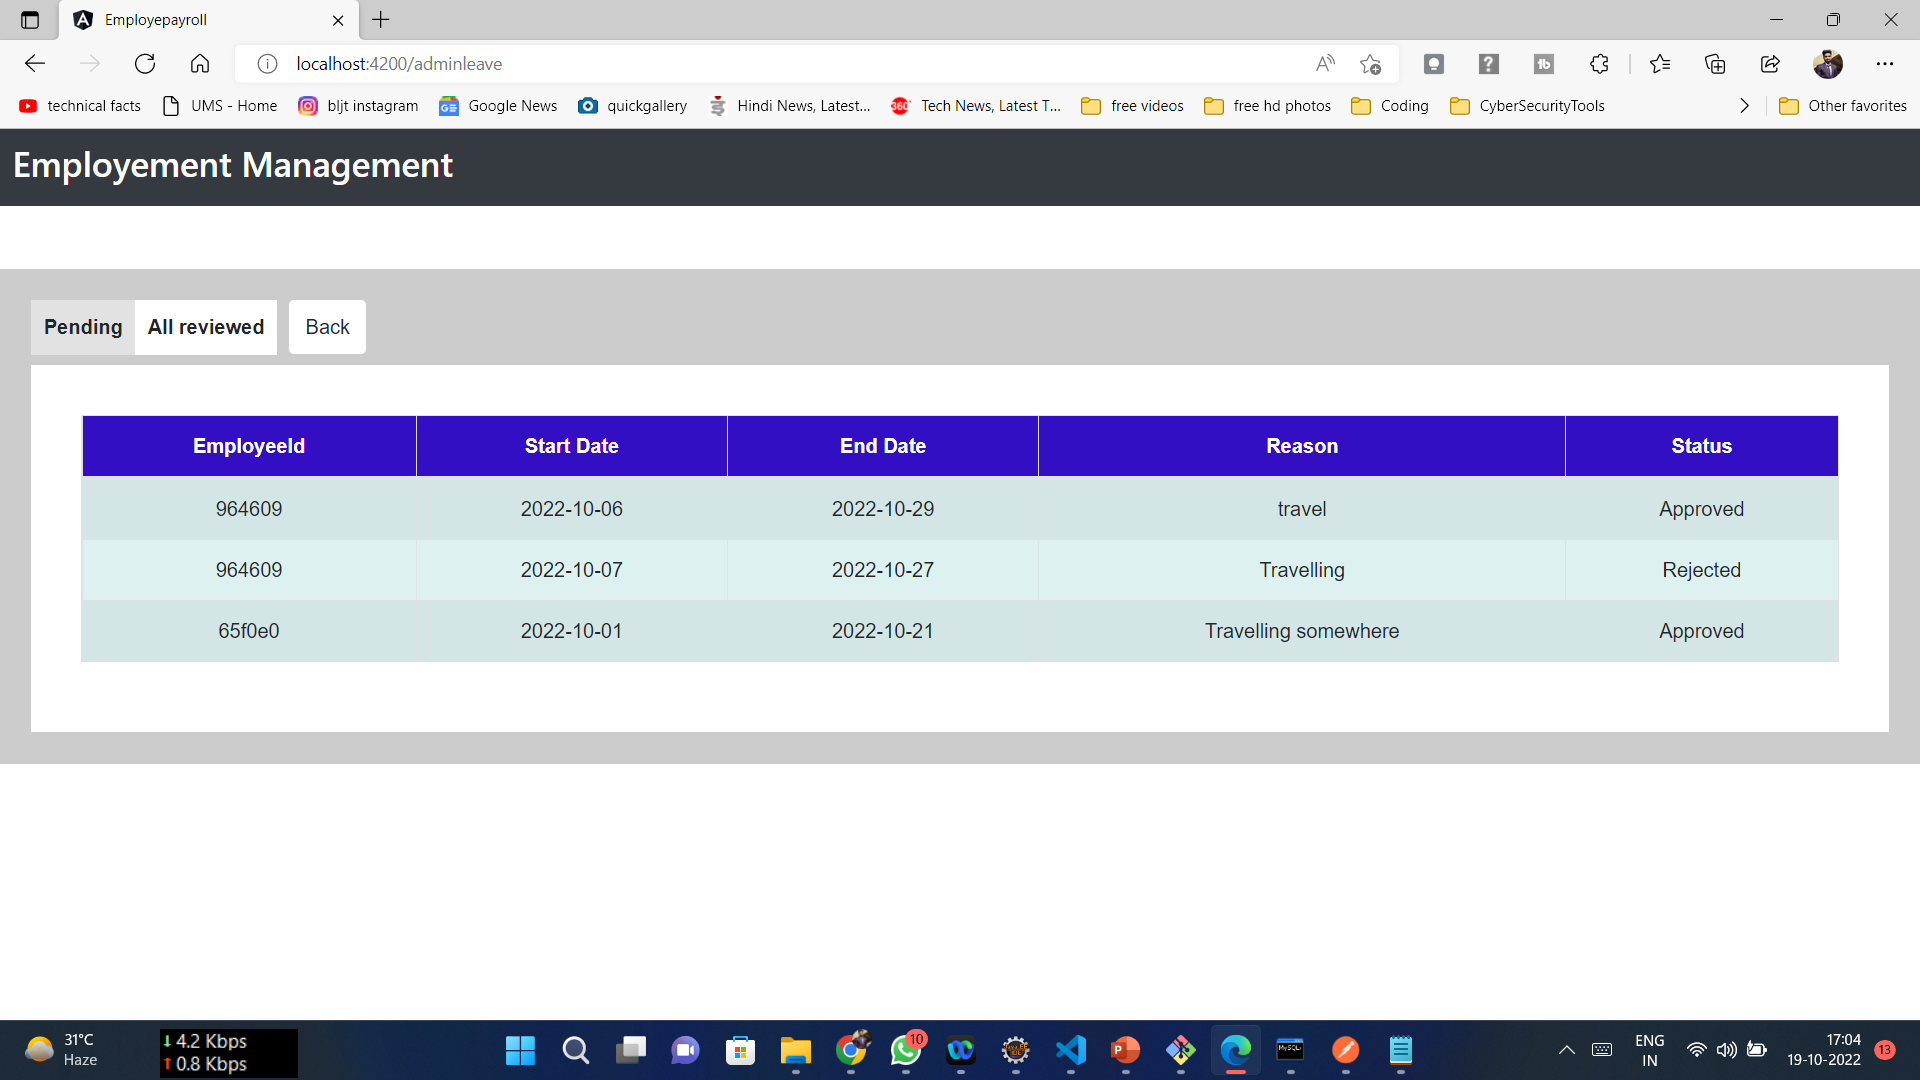 Employepayroll
localhost:4200/adminleave
technical facts UMS - Home bljt instagram Google News quickgallery Hindi News, Latest... Tech News, Latest T... free videos free hd photos Coding CyberSecurityTools Other favorites
Employement Management
Pending All reviewed Back
EmployeeId Start Date End Date Reason Status
964609 2022-10-06 2022-10-29 travel Approved
964609 2022-10-07 2022-10-27 Travelling Rejected
65f0e0 2022-10-01 2022-10-21 Travelling somewhere Approved
31°C
Haze
4.2 Kbps
0.8 Kbps
10
ENG
IN
17:04
19-10-2022
13